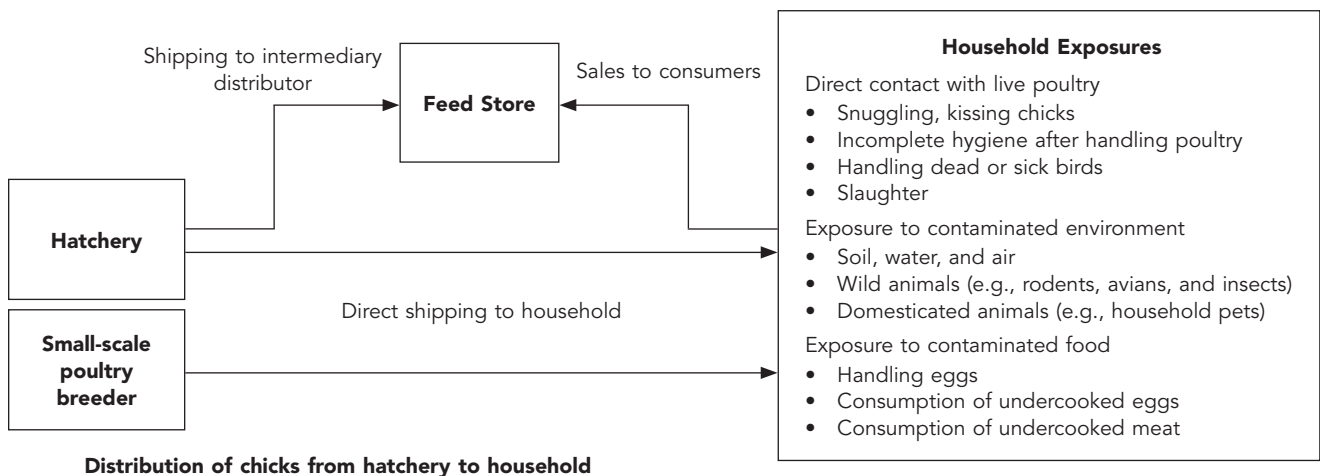 Shipping to intermediary
distributor
Feed Store
Sales to consumers
Hatchery
Direct shipping to household
Small-scale
poultry
breeder
Household Exposures
Direct contact with live poultry
• Snuggling, kissing chicks
• Incomplete hygiene after handling poultry
• Handling dead or sick birds
• Slaughter
Exposure to contaminated environment
• Soil, water, and air
• Wild animals (e.g., rodents, avians, and insects)
• Domesticated animals (e.g., household pets)
Exposure to contaminated food
• Handling eggs
• Consumption of undercooked eggs
• Consumption of undercooked meat
Distribution of chicks from hatchery to household